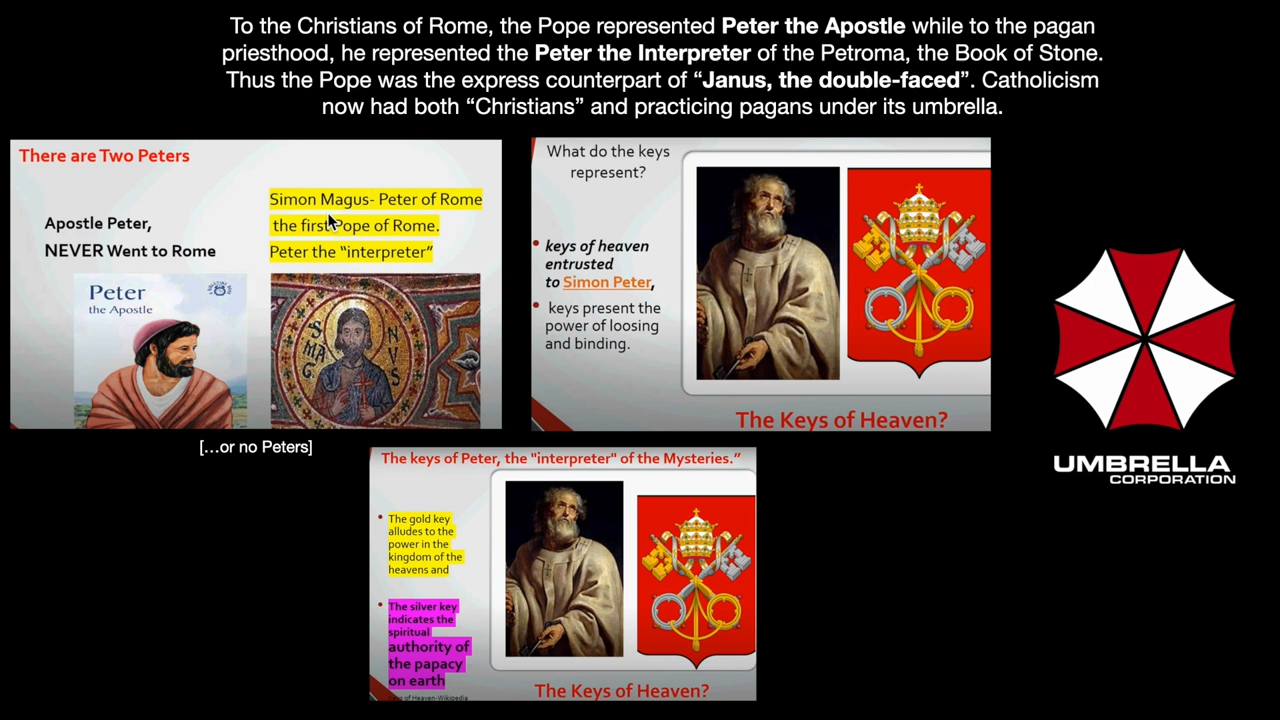 To the Christians of Rome, the Pope represented Peter the Apostle while to the pagan
priesthood, he represented the Peter the Interpreter of the Petroma, the Book of Stone.
Thus the Pope was the express counterpart of “Janus, the double-faced”. Catholicism
now had both “Christians” and practicing pagans under its umbrella.
There are Two Peters
Apostle Peter,
NEVER Went to Rome
Simon Magus- Peter of Rome
the first Pope of Rome.
Peter the “interpreter”
Peter
the Apostle
S
MA
G
N
V
S
[…or no Peters]
What do the keys
represent?
• keys of heaven
entrusted
to Simon Peter,
• keys present the
power of loosing
and binding.
The Keys of Heaven?
The keys of Peter, the "interpreter" of the Mysteries.”
• The gold key
alludes to the
power in the
kingdom of the
heavens and
• The silver key
indicates the
spiritual
authority of
the papacy
on earth
of Heaven-Wikipedia
The Keys of Heaven?
UMBRELLA
CORPORATION